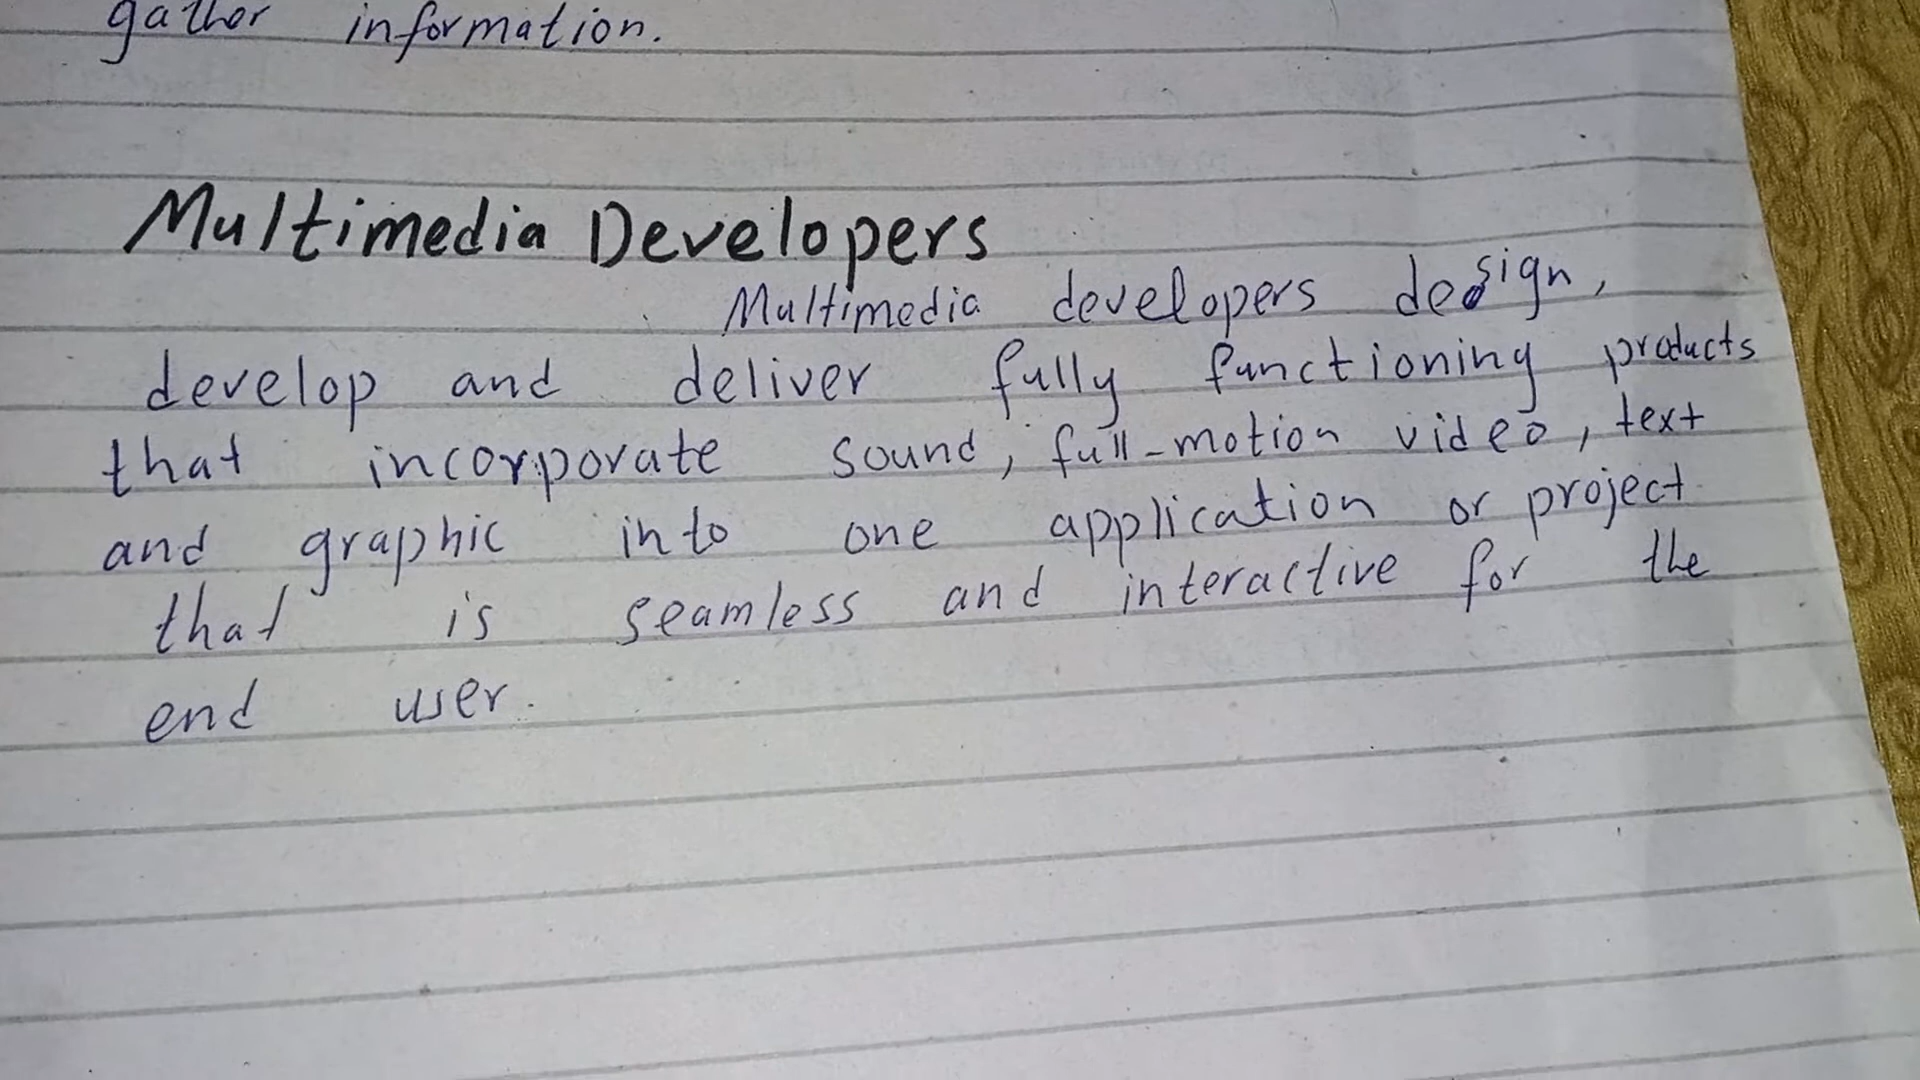 gather information.
Multimedia Developers
Multimedia developers design,
develop and deliver fully functioning products
that incorporate sound, full-motion video, text
and graphic into one application or project
that is seamless and interactive for the
end user.